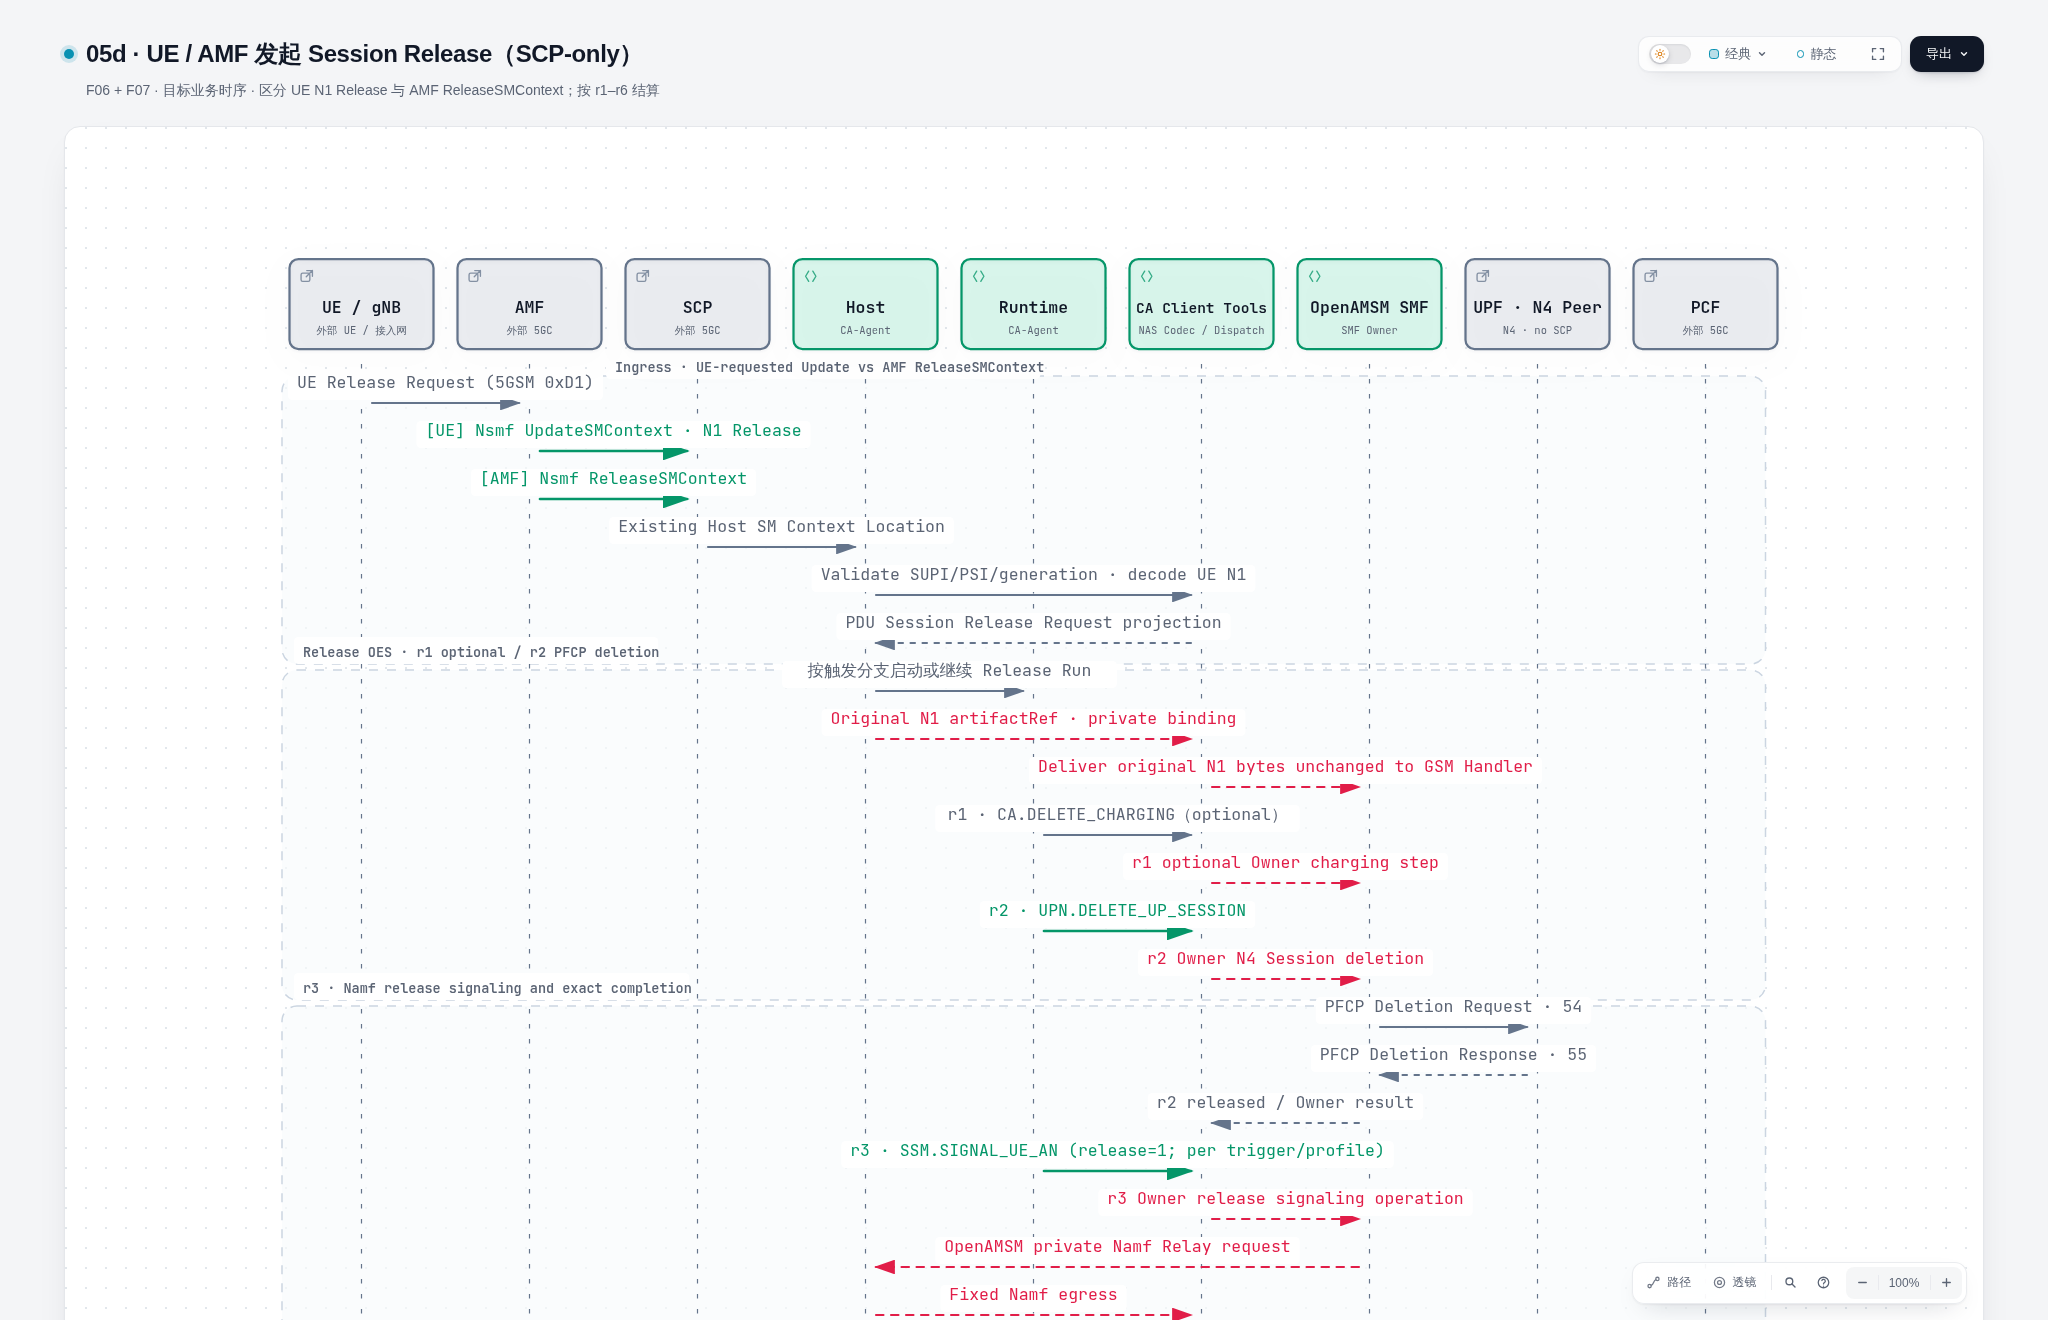 05d · UE / AMF 发起 Session Release（SCP-only）
F06 + F07 · 目标业务时序 · 区分 UE N1 Release 与 AMF ReleaseSMContext；按 r1–r6 结算
经典
静态
导出
UE / gNB
外部 UE / 接入网
AMF
外部 5GC
SCP
外部 5GC
Host
CA-Agent
Runtime
CA-Agent
CA Client Tools
NAS Codec / Dispatch
OpenAMSM SMF
SMF Owner
UPF · N4 Peer
N4 · no SCP
PCF
外部 5GC
Ingress · UE-requested Update vs AMF ReleaseSMContext
UE Release Request (5GSM 0xD1)
[UE] Nsmf UpdateSMContext · N1 Release
[AMF] Nsmf ReleaseSMContext
Existing Host SM Context Location
Validate SUPI/PSI/generation · decode UE N1
PDU Session Release Request projection
Release OES · r1 optional / r2 PFCP deletion
按触发分支启动或继续 Release Run
Original N1 artifactRef · private binding
Deliver original N1 bytes unchanged to GSM Handler
r1 · CA.DELETE_CHARGING（optional）
r1 optional Owner charging step
r2 · UPN.DELETE_UP_SESSION
r2 Owner N4 Session deletion
r3 · Namf release signaling and exact completion
PFCP Deletion Request · 54
PFCP Deletion Response · 55
r2 released / Owner result
r3 · SSM.SIGNAL_UE_AN (release=1; per trigger/profile)
r3 Owner release signaling operation
OpenAMSM private Namf Relay request
Fixed Namf egress
路径
透镜
100%